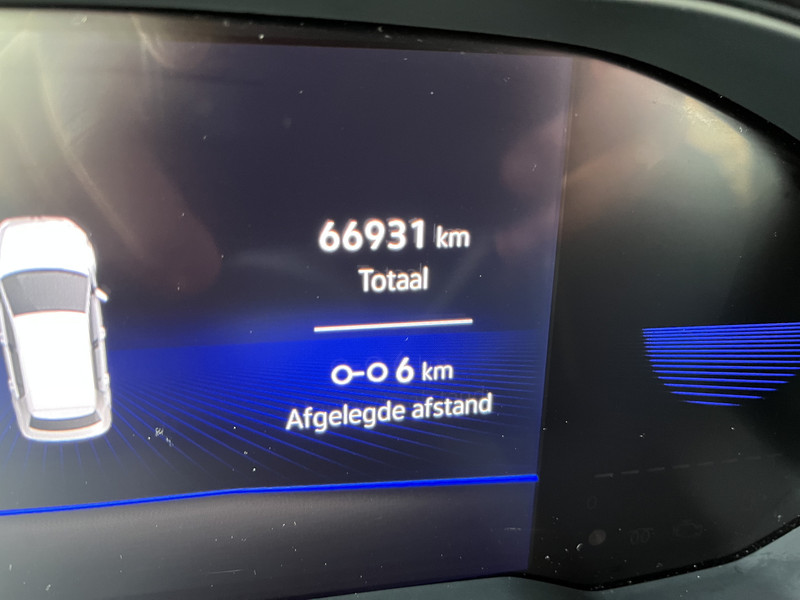 66931 km
Totaal
6 km
Afgelegde afstand